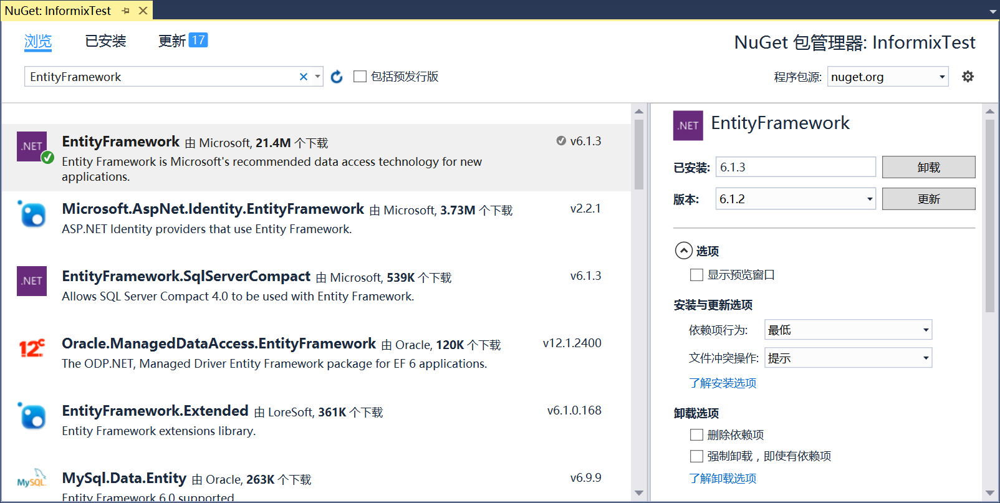 NuGet: InformixTest
浏览 已安装 更新 17
NuGet 包管理器: InformixTest
EntityFramework
包括预发行版
程序包源: nuget.org
.NET
EntityFramework 由 Microsoft, 21.4M 个下载
v6.1.3
Entity Framework is Microsoft's recommended data access technology for new
applications.
Microsoft.AspNet.Identity.EntityFramework 由 Microsoft, 3.73M 个下载
v2.2.1
ASP.NET Identity providers that use Entity Framework.
.NET
EntityFramework.SqlServerCompact 由 Microsoft, 539K 个下载
v6.1.3
Allows SQL Server Compact 4.0 to be used with Entity Framework.
12c
Oracle.ManagedDataAccess.EntityFramework 由 Oracle, 120K 个下载
v12.1.2400
The ODP.NET, Managed Driver Entity Framework package for EF 6 applications.
EntityFramework.Extended 由 LoreSoft, 361K 个下载
v6.1.0.168
Entity Framework extensions library.
MySQL
MySql.Data.Entity 由 Oracle, 263K 个下载
v6.9.9
Entity Framework 6.0 supported
.NET
EntityFramework
已安装: 6.1.3 卸载
版本: 6.1.2 更新
选项
显示预览窗口
安装与更新选项
依赖项行为: 最低
文件冲突操作: 提示
了解安装选项
卸载选项
删除依赖项
强制卸载，即使有依赖项
了解卸载选项